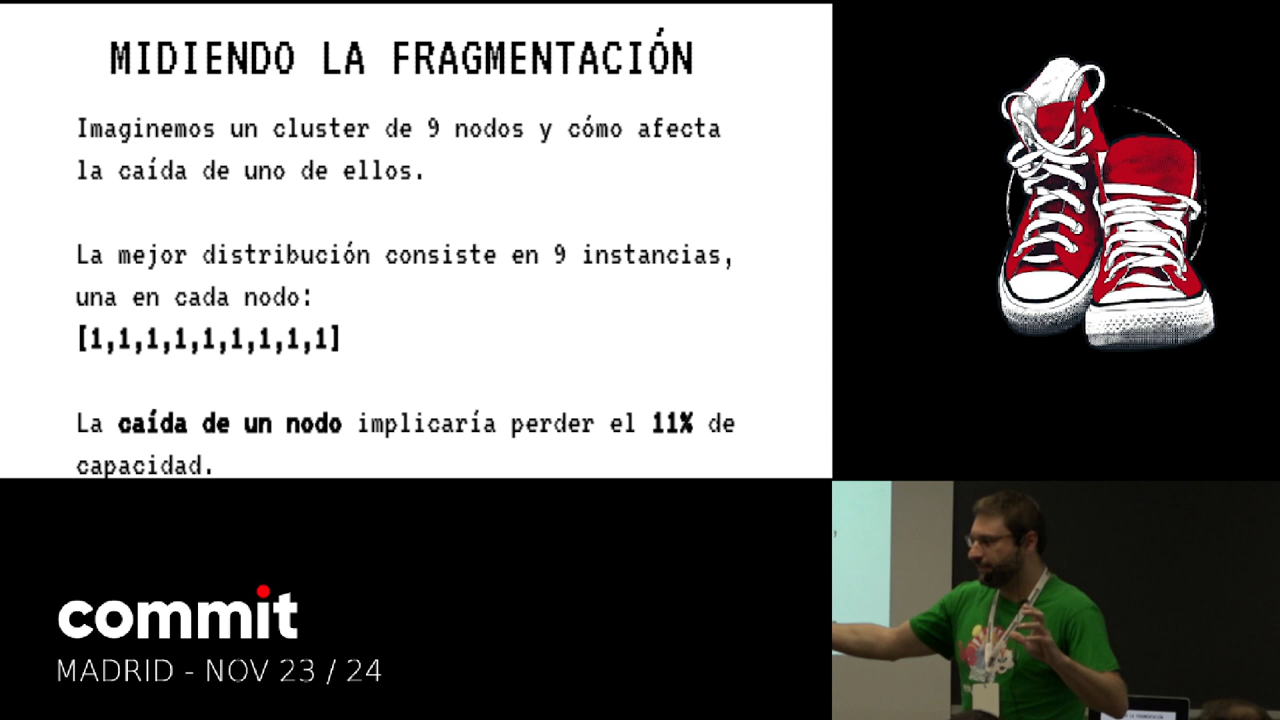 MIDIENDO LA FRAGMENTACIÓN
Imaginemos un cluster de 9 nodos y cómo afecta
la caída de uno de ellos.
La mejor distribución consiste en 9 instancias,
una en cada nodo:
[1,1,1,1,1,1,1,1,1]
La caída de un nodo implicaría perder el 11% de
capacidad.
commit
MADRID - NOV 23 / 24